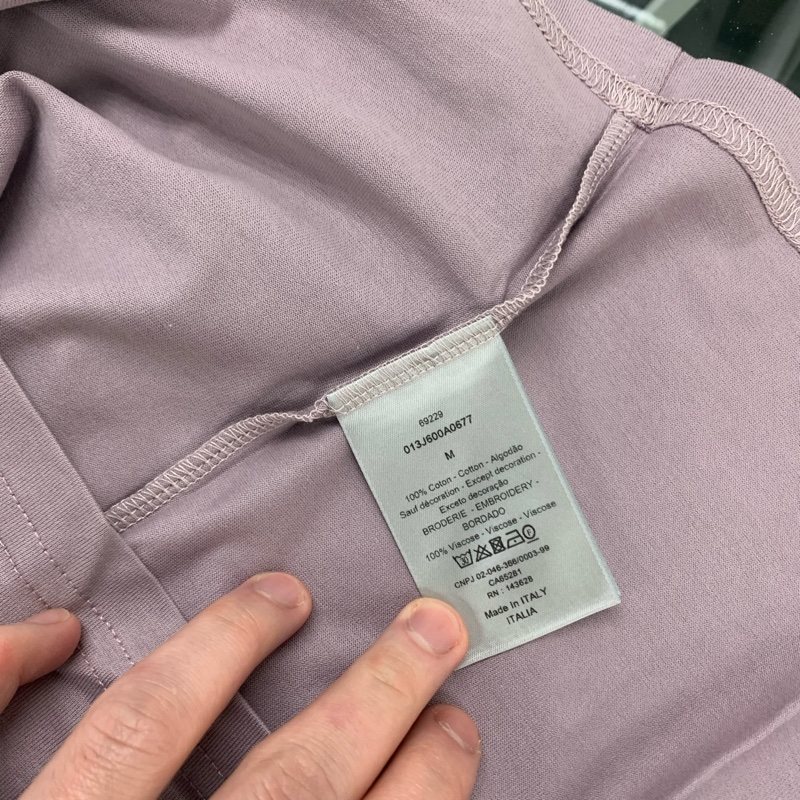 69229
013J600A0677
M
100% Coton - Cotton - Algodão
Sauf décoration - Except decoration -
Exceto decoração
BRODERIE - EMBROIDERY -
BORDADO
100% Viscose - Viscose - Viscose
CNPJ 02-046-366/0003-99
CA65281
RN : 143628
Made In ITALY
ITALIA